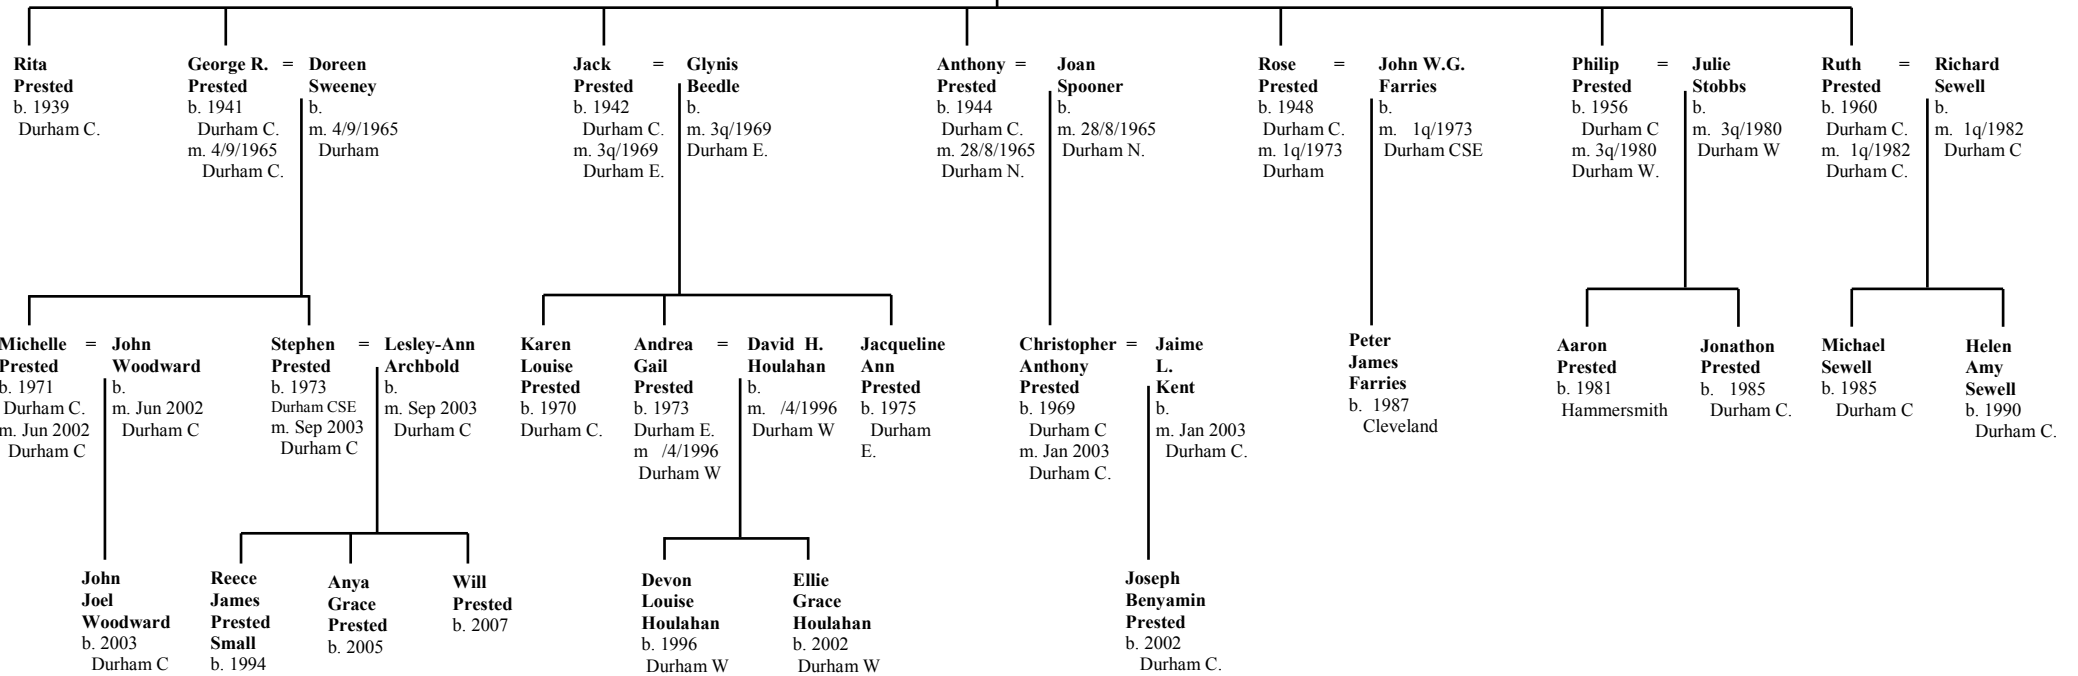 Rita
Prested
b. 1939
Durham C.
George R. =
Prested
b. 1941
Durham C.
m. 4/9/1965
Durham C.
Doreen
Sweeney
b.
m. 4/9/1965
Durham
Jack =
Prested
b. 1942
Durham C.
m. 3q/1969
Durham E.
Glynis
Beedle
b.
m. 3q/1969
Durham E.
Anthony =
Prested
b. 1944
Durham C.
m. 28/8/1965
Durham N.
Joan
Spooner
b.
m. 28/8/1965
Durham N.
Rose =
Prested
b. 1948
Durham C.
m. 1q/1973
Durham
John W.G.
Farries
b.
m. 1q/1973
Durham CSE
Philip =
Prested
b. 1956
Durham C
m. 3q/1980
Durham W.
Julie
Stobbs
b.
m. 3q/1980
Durham W
Ruth =
Prested
b. 1960
Durham C.
m. 1q/1982
Durham C.
Richard
Sewell
b.
m. 1q/1982
Durham C
Michelle =
Prested
b. 1971
Durham C.
m. Jun 2002
Durham C
John
Woodward
b.
m. Jun 2002
Durham C
Stephen =
Prested
b. 1973
Durham CSE
m. Sep 2003
Durham C
Lesley-Ann
Archbold
b.
m. Sep 2003
Durham C
Karen
Louise
Prested
b. 1970
Durham C.
Andrea =
Gail
Prested
b. 1973
Durham E.
m /4/1996
Durham W
David H.
Houlahan
b.
m. /4/1996
Durham W
Jacqueline
Ann
Prested
b. 1975
Durham
E.
Christopher =
Anthony
Prested
b. 1969
Durham C
m. Jan 2003
Durham C.
Jaime
L.
Kent
b.
m. Jan 2003
Durham C.
Peter
James
Farries
b. 1987
Cleveland
Aaron
Prested
b. 1981
Hammersmith
Jonathon
Prested
b. 1985
Durham C.
Michael
Sewell
b. 1985
Durham C
Helen
Amy
Sewell
b. 1990
Durham C.
John
Joel
Woodward
b. 2003
Durham C
Reece
James
Prested
Small
b. 1994
Anya
Grace
Prested
b. 2005
Will
Prested
b. 2007
Devon
Louise
Houlahan
b. 1996
Durham W
Ellie
Grace
Houlahan
b. 2002
Durham W
Joseph
Benyamin
Prested
b. 2002
Durham C.